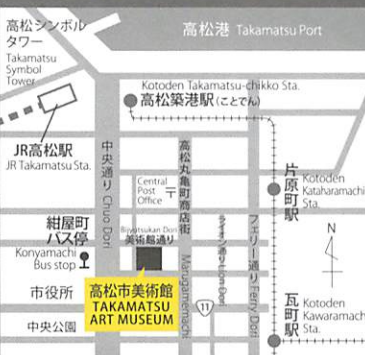 高松シンボル
タワー
Takamatsu
Symbol
Tower
高松港 Takamatsu Port
Kotoden Takamatsu-chikko Sta.
高松築港駅(ことでん)
JR高松駅
JR Takamatsu Sta.
中央通り Chuo Dori
Central
Post
Office
〒
高松丸亀町商店街
Marugamemachi
片原町駅
Kotoden
Kataharamachi
Sta.
紺屋町
バス停
Konyamachi
Bus stop
Bijyutsukan Dori
美術館通り
ライオン通り Lion Dori
フェリー通り Ferry Dori
N
市役所
中央公園
高松市美術館
TAKAMATSU
ART MUSEUM
11
瓦町駅
Kotoden
Kawaramachi
Sta.